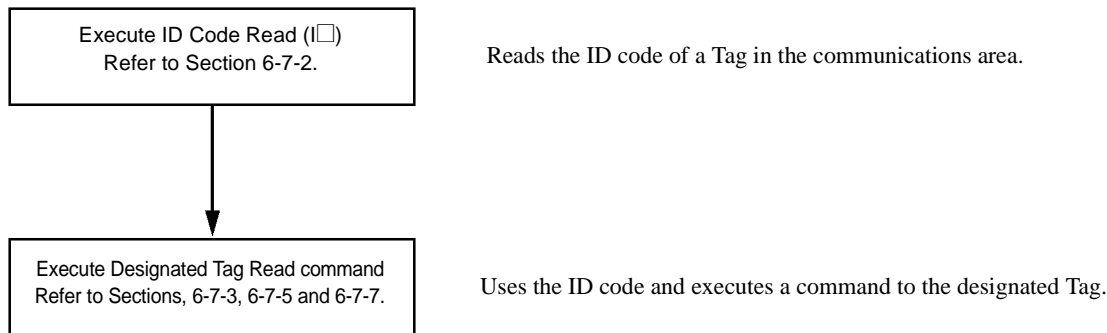 Execute ID Code Read (I□)
Refer to Section 6-7-2.
Reads the ID code of a Tag in the communications area.
Execute Designated Tag Read command
Refer to Sections, 6-7-3, 6-7-5 and 6-7-7.
Uses the ID code and executes a command to the designated Tag.